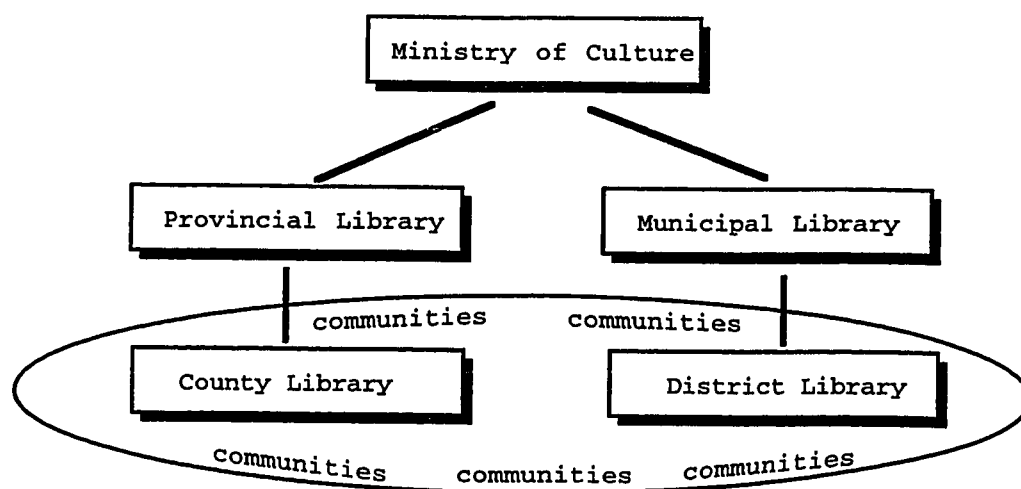 Ministry of Culture
Provincial Library
Municipal Library
communities
communities
County Library
District Library
communities
communities
communities